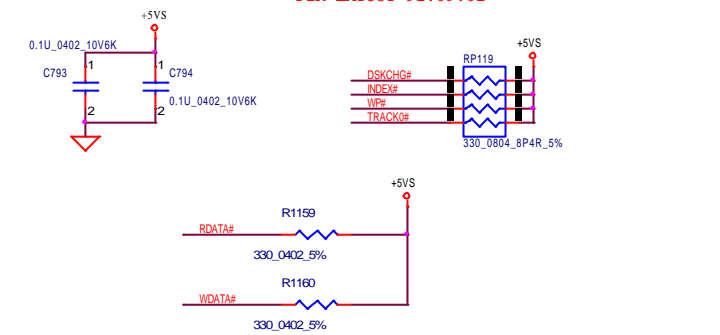 +5VS
0.1U_0402_10V6K
1
1
C793
C794
0.1U_0402_10V6K
2
2
+5VS
RP119
DSKCHG#
INDEX#
WP#
TRACK0#
330_0804_8P4R_5%
+5VS
R1159
RDATA#
330_0402_5%
R1160
WDATA#
330_0402_5%